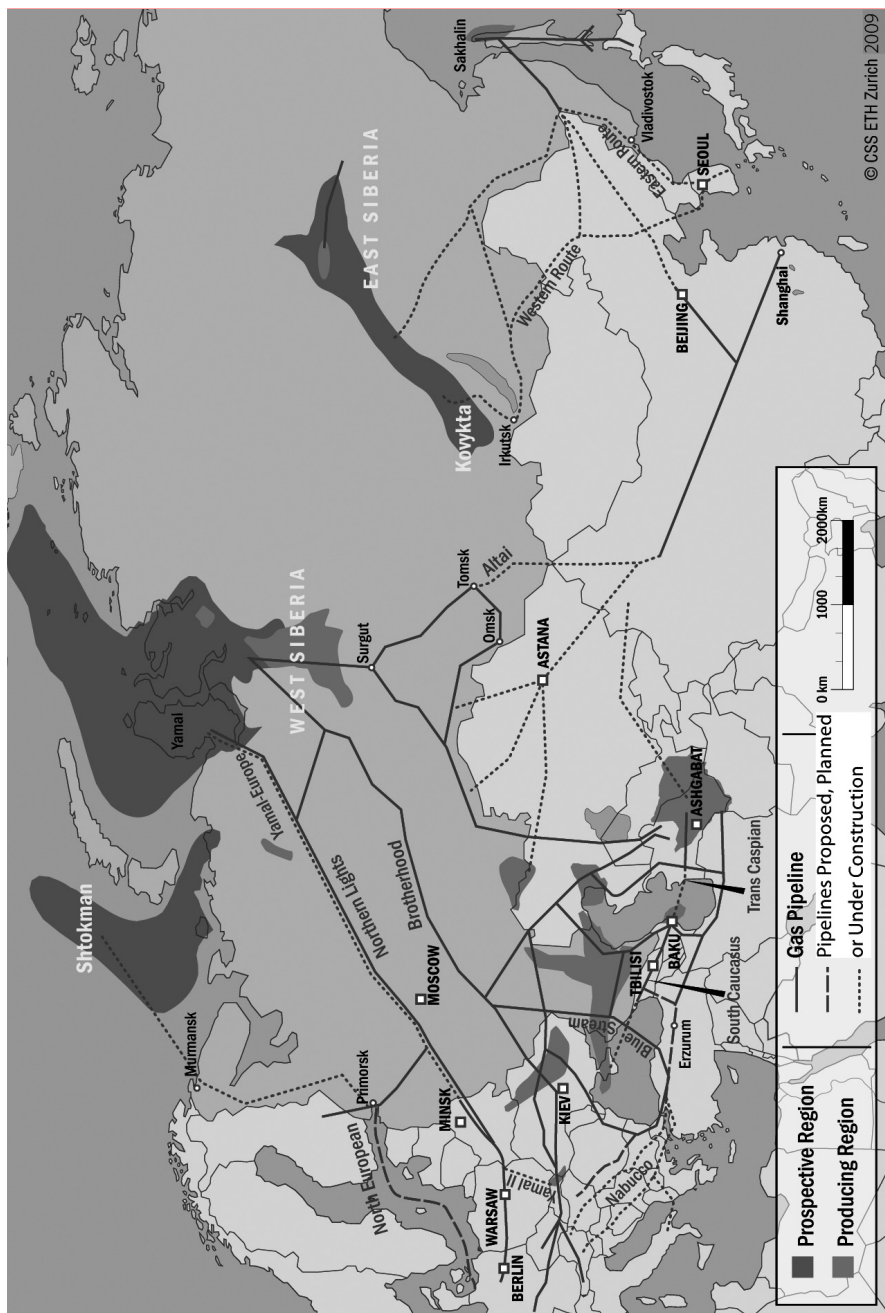 Shtokman
Murmansk
Yamal
WEST SIBERIA
EAST SIBERIA
Sakhalin
Kovykta
Irkutsk
Surgut
Tomsk
Altai
Omsk
ASTANA
Yamal-Europe
Northern Lights
Brotherhood
MOSCOW
Primorsk
North European
MINSK
WARSAW
BERLIN
Yamal II
KIEV
Nabucco
Blue
Stream
Erzurum
TBILISI
BAKU
South Caucasus
Trans Caspian
ASHGABAT
Western Route
Eastern Route
Vladivostok
SEOUL
BEIJING
Shanghai
Prospective Region
Producing Region
Gas Pipeline
Pipelines Proposed, Planned
or Under Construction
0 km 1000 2000km
© CSS ETH Zurich 2009